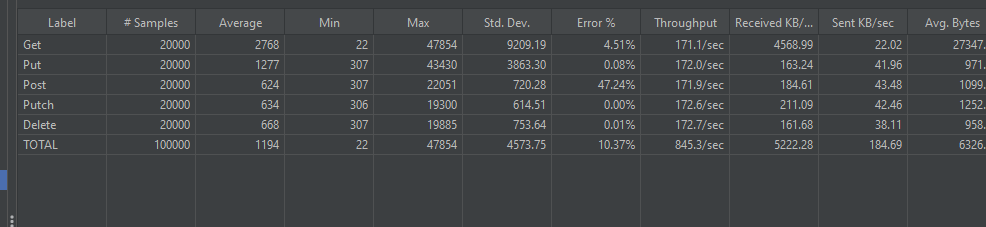 Label # Samples Average Min Max Std. Dev. Error % Throughput Received KB/... Sent KB/sec Avg. Bytes
Get 20000 2768 22 47854 9209.19 4.51% 171.1/sec 4568.99 22.02 27347.
Put 20000 1277 307 43430 3863.30 0.08% 172.0/sec 163.24 41.96 971.
Post 20000 624 307 22051 720.28 47.24% 171.9/sec 184.61 43.48 1099.
Putch 20000 634 306 19300 614.51 0.00% 172.6/sec 211.09 42.46 1252.
Delete 20000 668 307 19885 753.64 0.01% 172.7/sec 161.68 38.11 958.
TOTAL 100000 1194 22 47854 4573.75 10.37% 845.3/sec 5222.28 184.69 6326.